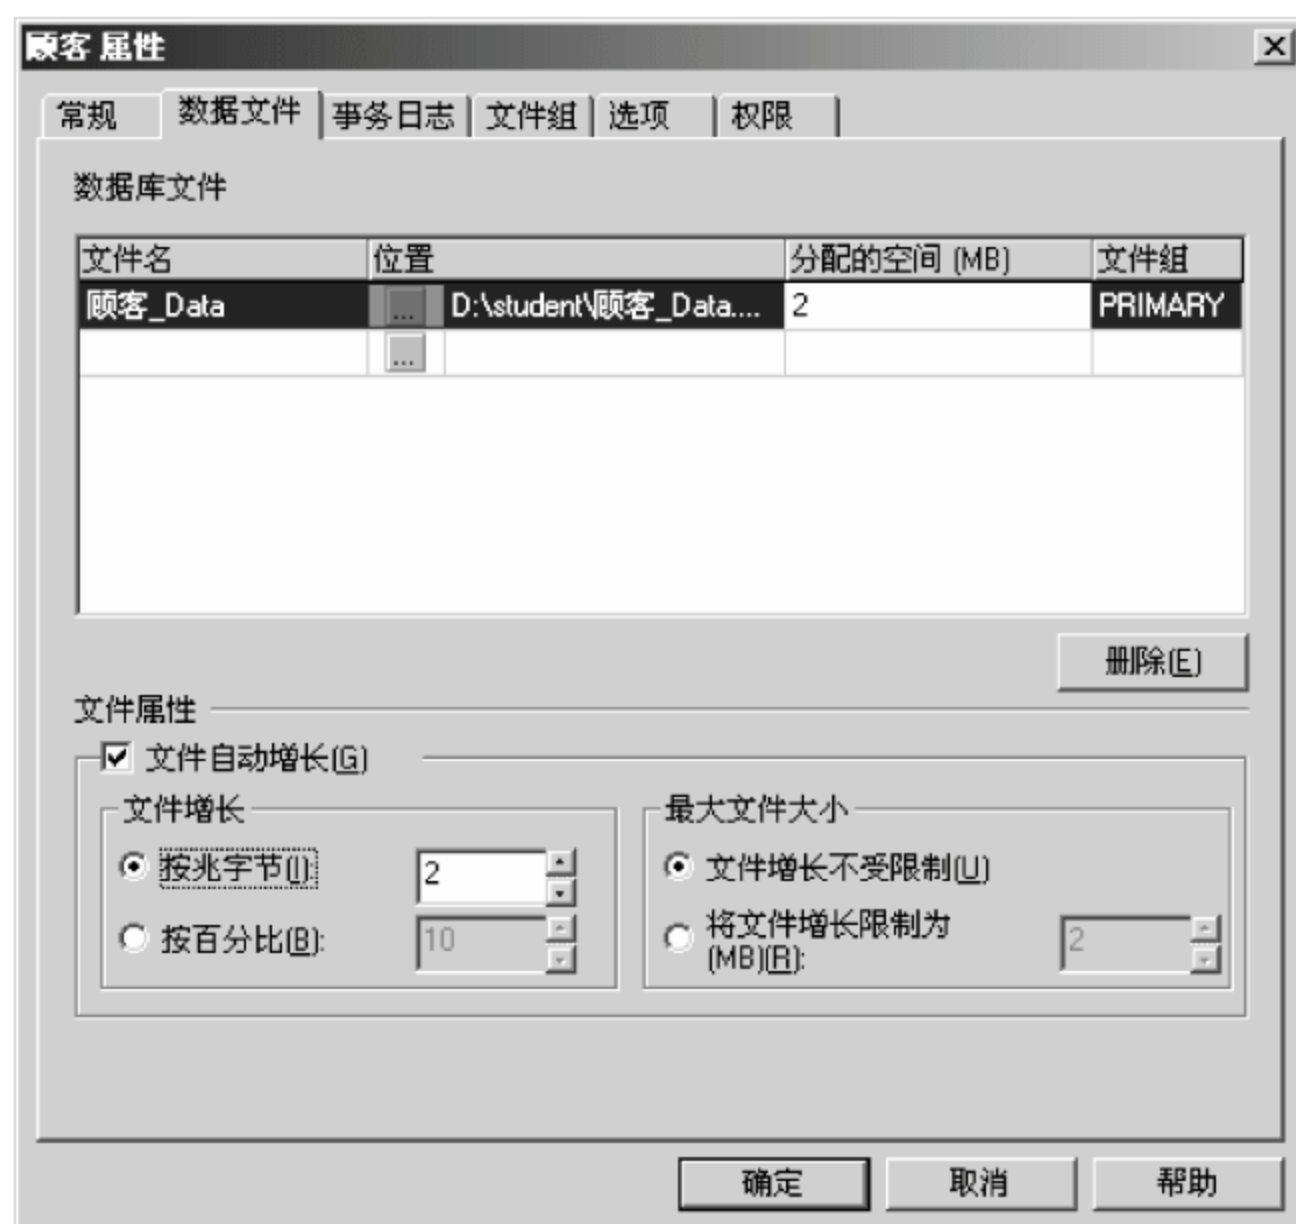 顾客 属性
常规 数据文件 事务日志 文件组 选项 权限
数据库文件
文件名 位置 分配的空间 (MB) 文件组
顾客_Data ... D:\student\顾客_Data.... 2 PRIMARY
...
删除(E)
文件属性
文件自动增长(G)
文件增长 最大文件大小
按兆字节(I): 2 文件增长不受限制(U)
按百分比(B): 10 将文件增长限制为
(MB)(R): 2
确定 取消 帮助